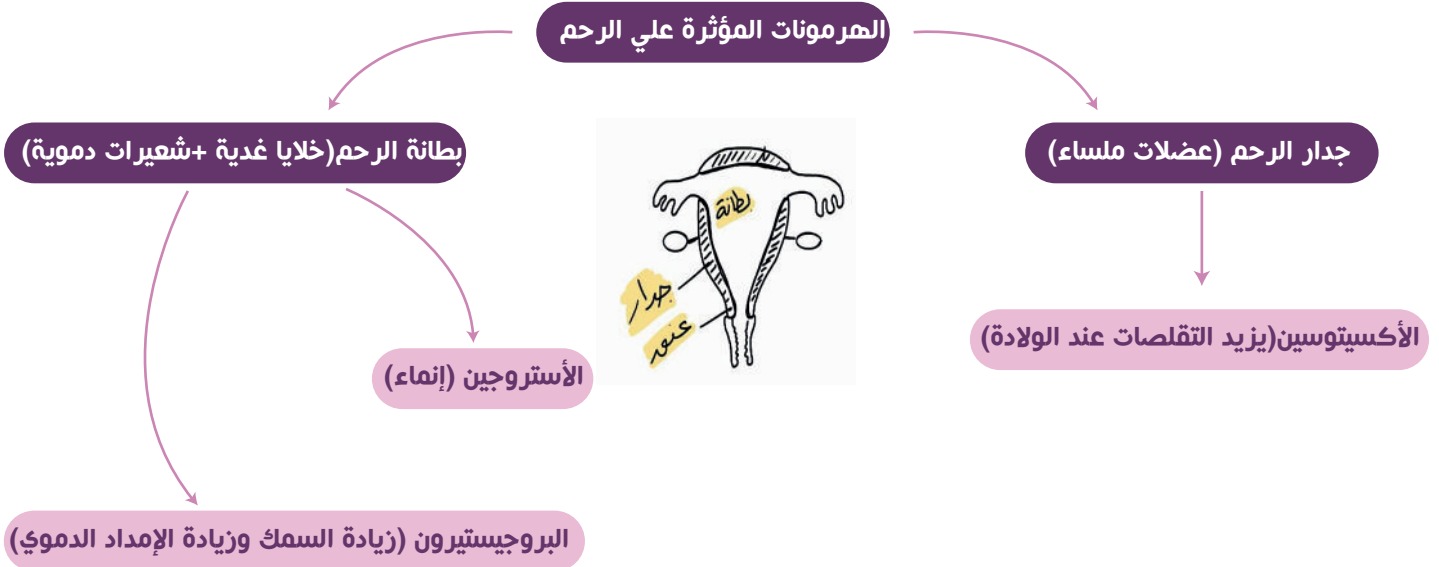 الهرمونات المؤثرة علي الرحم
جدار الرحم (عضلات ملساء)
بطانة الرحم(خلايا غدية +شعيرات دموية)
بطانة
جدار
عنق
الأكسيتوسين(يزيد التقلصات عند الولادة)
الأستروجين (إنماء)
البروجيستيرون (زيادة السمك وزيادة الإمداد الدموي)